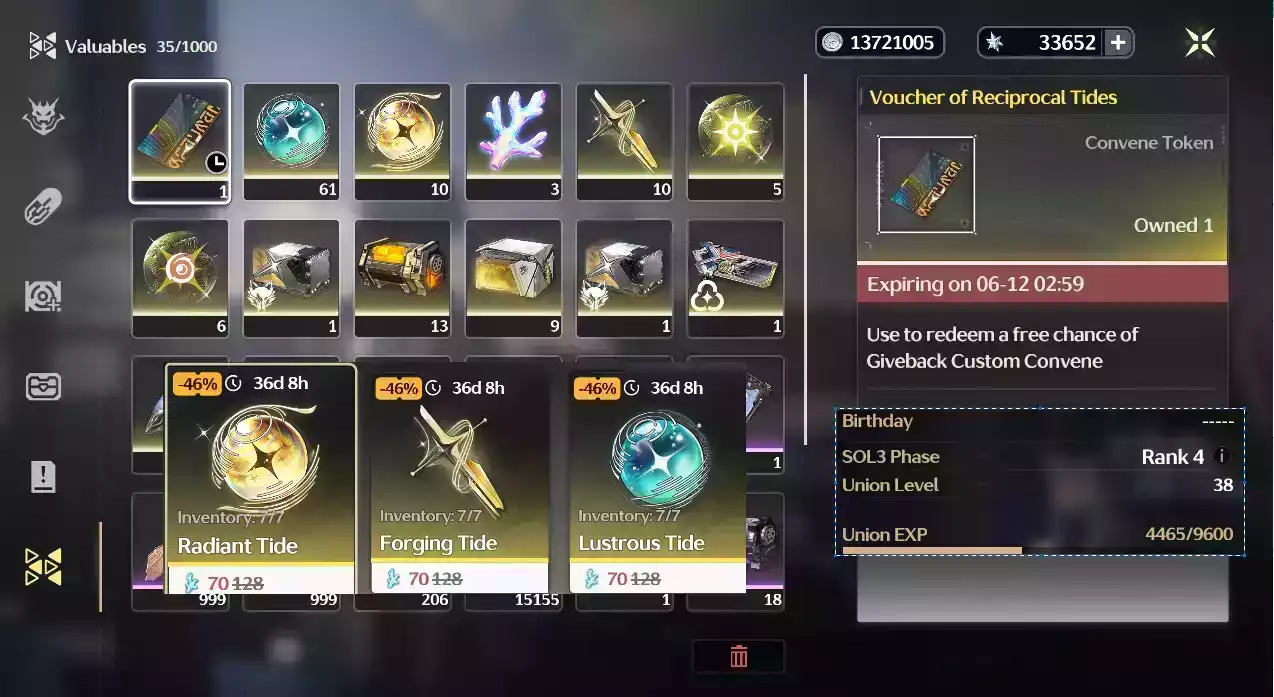 Valuables 35/1000
13721005
33652 +
1
61
10
3
10
5
6
1
13
9
1
1
1
-46% 36d 8h
Inventory: 7/7
Radiant Tide
70 128
-46% 36d 8h
Inventory: 7/7
Forging Tide
70 128
-46% 36d 8h
Inventory: 7/7
Lustrous Tide
70 128
999
999
206
15155
1
18
Voucher of Reciprocal Tides
Convene Token
Owned 1
Expiring on 06-12 02:59
Use to redeem a free chance of
Giveback Custom Convene
Birthday -----
SOL3 Phase Rank 4 i
Union Level 38
Union EXP 4465/9600